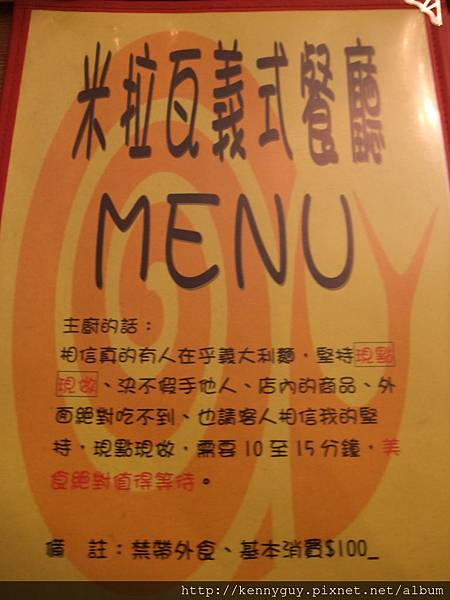 米拉瓦義式餐廳
MENU
主廚的話：
相信真的有人在乎義大利麵，堅持現點
現做、決不假手他人、店內的商品、外
面絕對吃不到、也請客人相信我的堅
持，現點現做，需要10至15分鐘，美
食絕對值得等待。
備 註：禁帶外食、基本消費$100_
http://kennyguy.pixnet.net/album